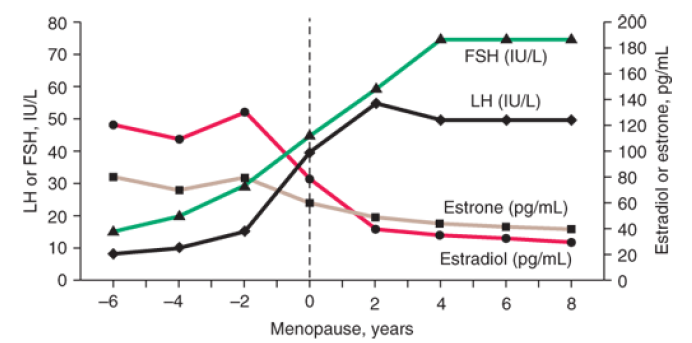 80
70
60
50
40
30
20
10
0
LH or FSH, IU/L
200
180
160
140
120
100
80
60
40
20
0
Estradiol or estrone, pg/mL
FSH (IU/L)
LH (IU/L)
Estrone (pg/mL)
Estradiol (pg/mL)
–6 –4 –2 0 2 4 6 8
Menopause, years